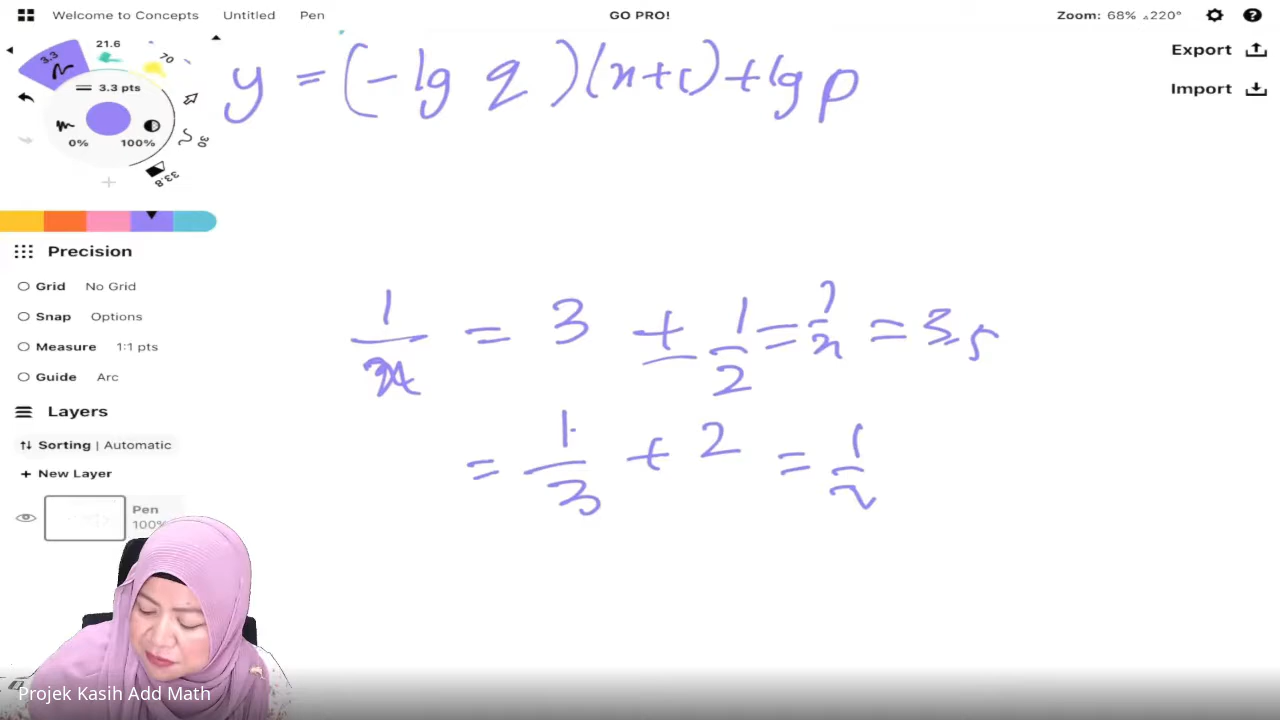 Welcome to Concepts Untitled Pen GO PRO! Zoom: 68% ⦟220°
Export
Import
3.3 21.6 70
3.3 pts
0% 100%
30
33.8
y = (-lg q)(x+c)+lg p
Precision
Grid No Grid
Snap Options
Measure 1:1 pts
Guide Arc
Layers
Sorting | Automatic
+ New Layer
Pen
100%
1/x = 3 + 1/2 = 1/x = 3.5
= 1/3 + 2 = 1/x
Projek Kasih Add Math